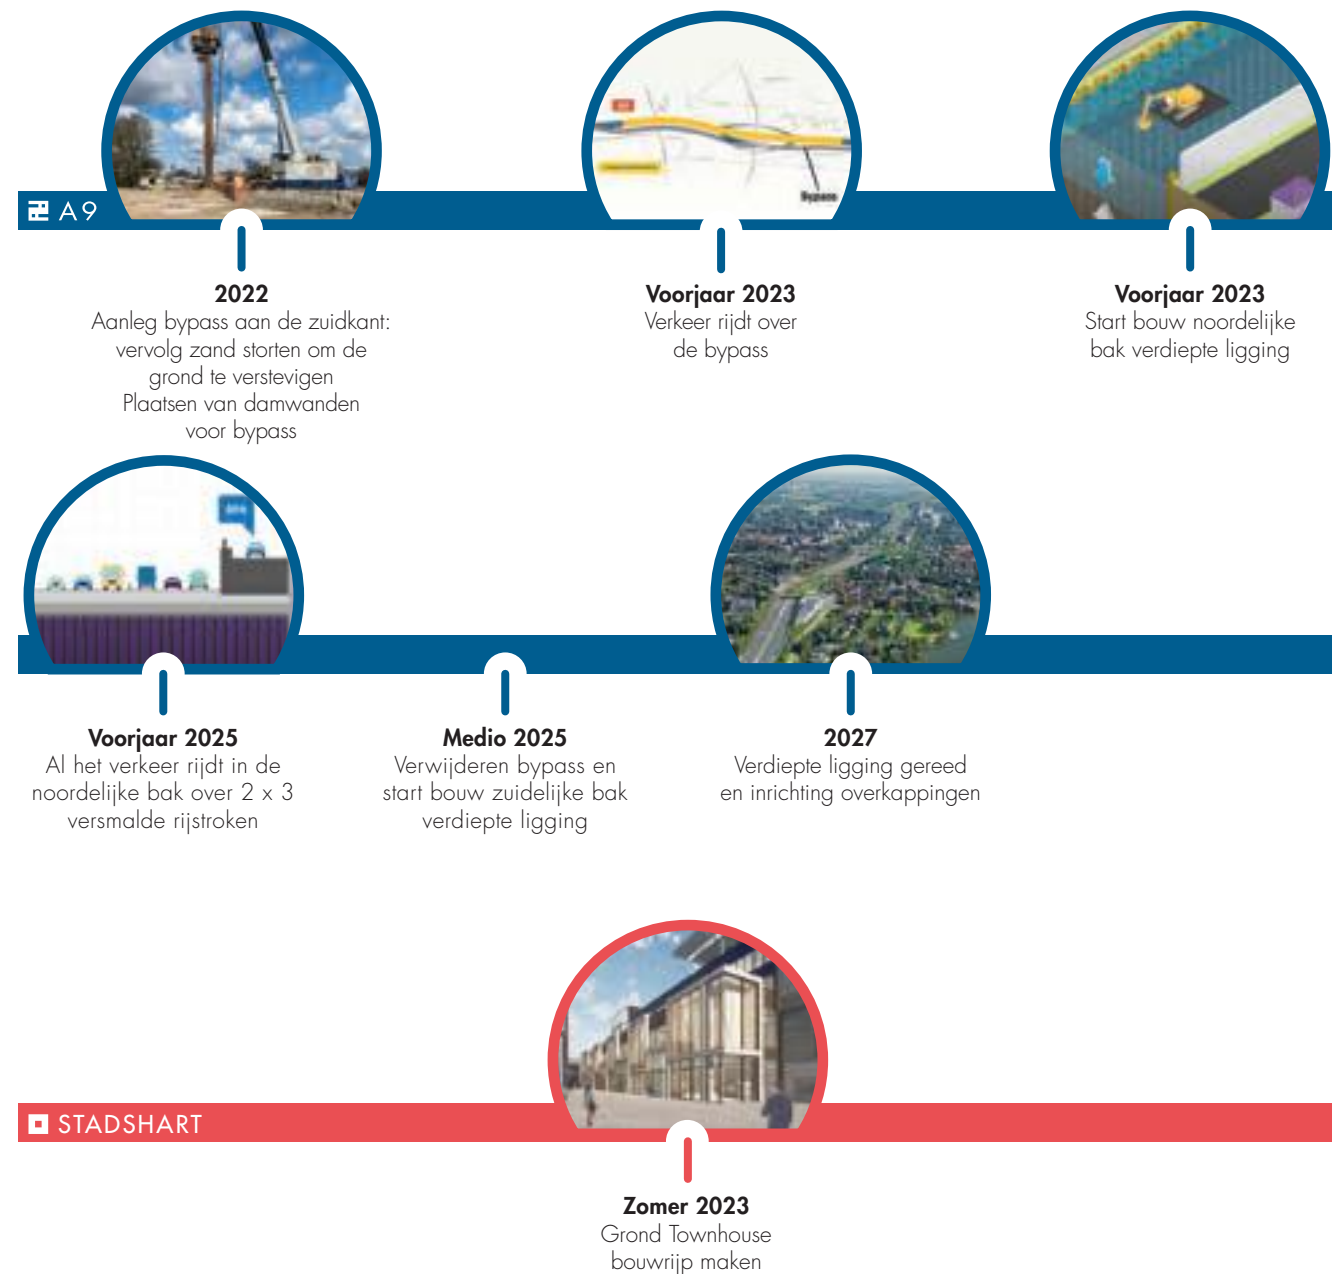 A9
Bypass
2022
Aanleg bypass aan de zuidkant:
vervolg zand storten om de
grond te verstevigen
Plaatsen van damwanden
voor bypass
Voorjaar 2023
Verkeer rijdt over
de bypass
Voorjaar 2023
Start bouw noordelijke
bak verdiepte ligging
Voorjaar 2025
Al het verkeer rijdt in de
noordelijke bak over 2 x 3
versmalde rijstroken
Medio 2025
Verwijderen bypass en
start bouw zuidelijke bak
verdiepte ligging
2027
Verdiepte ligging gereed
en inrichting overkappingen
STADSHART
Zomer 2023
Grond Townhouse
bouwrijp maken